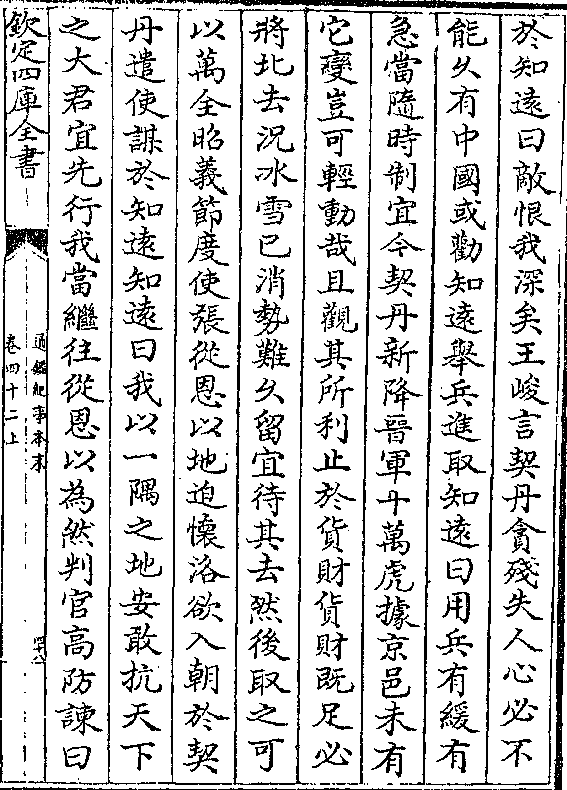 於知遠曰敵恨我深矣王峻言契丹貪殘失人心必不
能乆有中國或勸知遠舉兵進取知遠曰用兵有緩有
急當隨時制宜今契丹新降晉軍十萬虎據京邑未有
它變豈可輕動哉且觀其所利止於貨財貨財既足必
將北去況冰雪已消勢難乆留宜待其去然後取之可
以萬全昭義節度使張從恩以地迫懷洛欲入朝於契
丹遣使謀於知遠知遠曰我以一隅之地安敢抗天下
之大君宜先行我當繼往從恩以為然判官高防諫曰
欽定四庫全書
通鑑紀事本末
卷四十二上